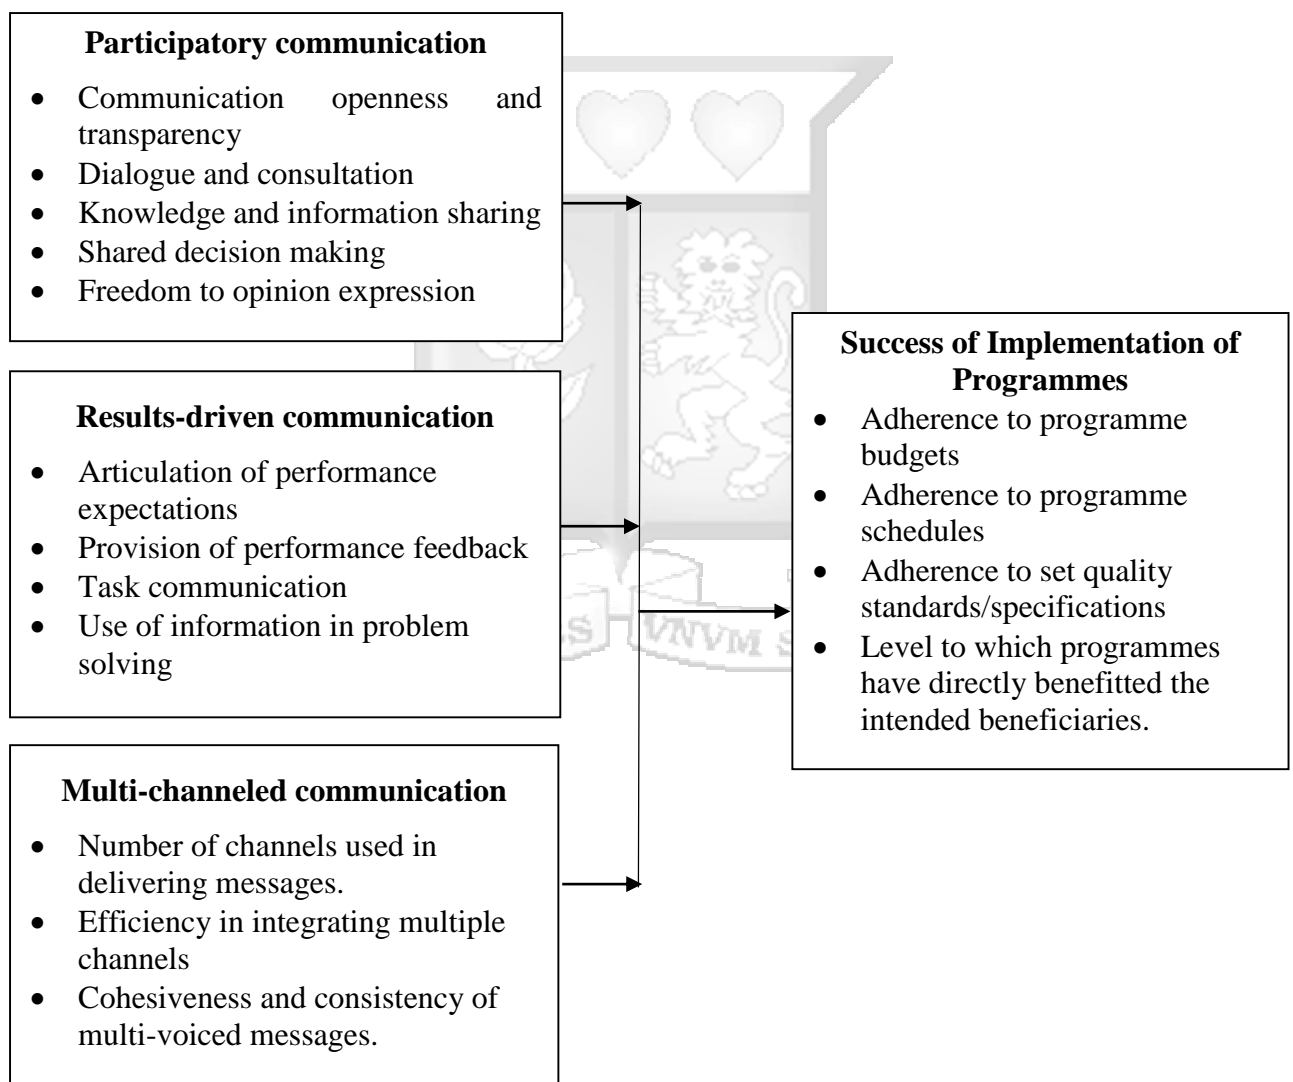 Participatory communication
• Communication openness and
transparency
• Dialogue and consultation
• Knowledge and information sharing
• Shared decision making
• Freedom to opinion expression
Results-driven communication
• Articulation of performance
expectations
• Provision of performance feedback
• Task communication
• Use of information in problem
solving
Multi-channeled communication
• Number of channels used in
delivering messages.
• Efficiency in integrating multiple
channels
• Cohesiveness and consistency of
multi-voiced messages.
Success of Implementation of
Programmes
• Adherence to programme
budgets
• Adherence to programme
schedules
• Adherence to set quality
standards/specifications
• Level to which programmes
have directly benefitted the
intended beneficiaries.
VNVM